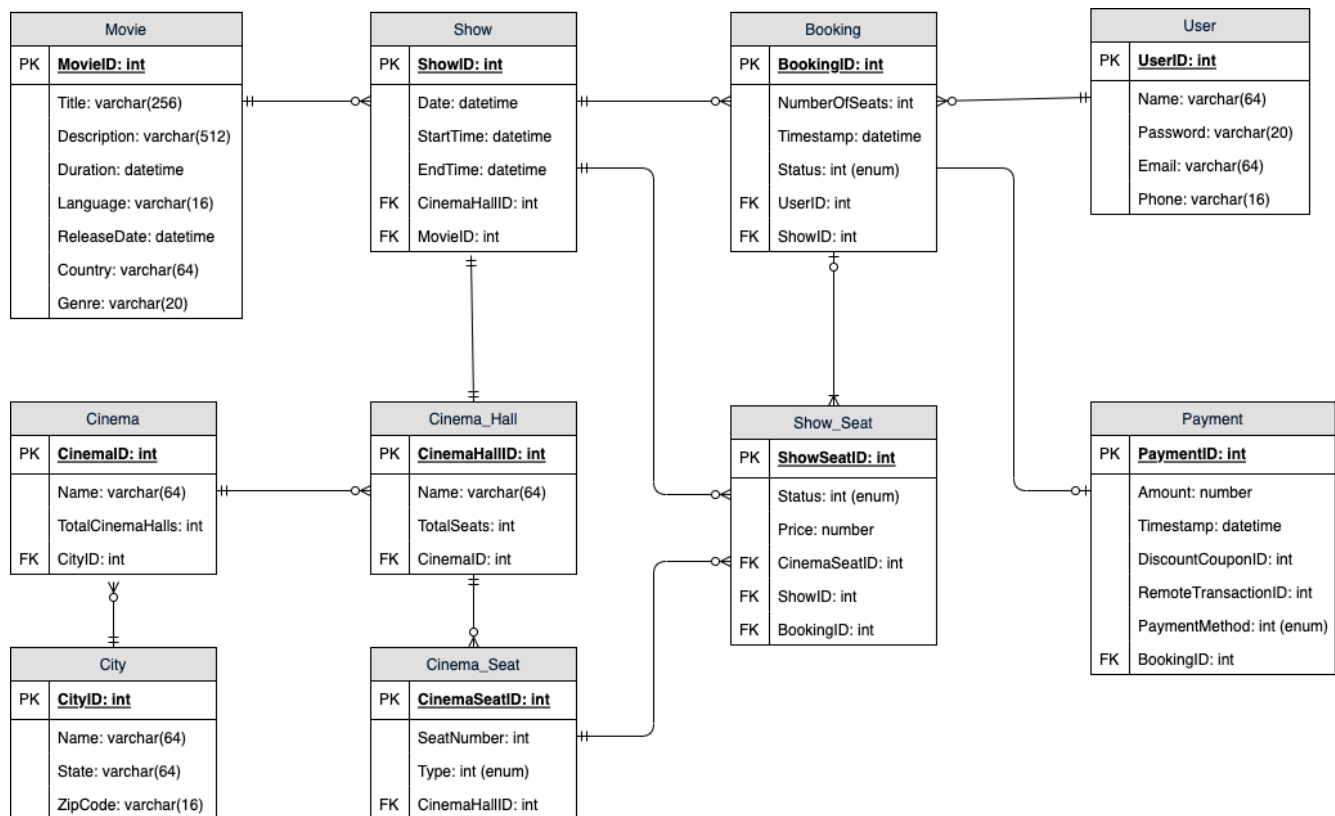 Movie
PK MovieID: int
Title: varchar(256)
Description: varchar(512)
Duration: datetime
Language: varchar(16)
ReleaseDate: datetime
Country: varchar(64)
Genre: varchar(20)
Show
PK ShowID: int
Date: datetime
StartTime: datetime
EndTime: datetime
FK CinemaHallID: int
FK MovieID: int
Booking
PK BookingID: int
NumberOfSeats: int
Timestamp: datetime
Status: int (enum)
FK UserID: int
FK ShowID: int
User
PK UserID: int
Name: varchar(64)
Password: varchar(20)
Email: varchar(64)
Phone: varchar(16)
Cinema
PK CinemaID: int
Name: varchar(64)
TotalCinemaHalls: int
FK CityID: int
Cinema_Hall
PK CinemaHallID: int
Name: varchar(64)
TotalSeats: int
FK CinemaID: int
Show_Seat
PK ShowSeatID: int
Status: int (enum)
Price: number
FK CinemaSeatID: int
FK ShowID: int
FK BookingID: int
Payment
PK PaymentID: int
Amount: number
Timestamp: datetime
DiscountCouponID: int
RemoteTransactionID: int
PaymentMethod: int (enum)
FK BookingID: int
City
PK CityID: int
Name: varchar(64)
State: varchar(64)
ZipCode: varchar(16)
Cinema_Seat
PK CinemaSeatID: int
SeatNumber: int
Type: int (enum)
FK CinemaHallID: int